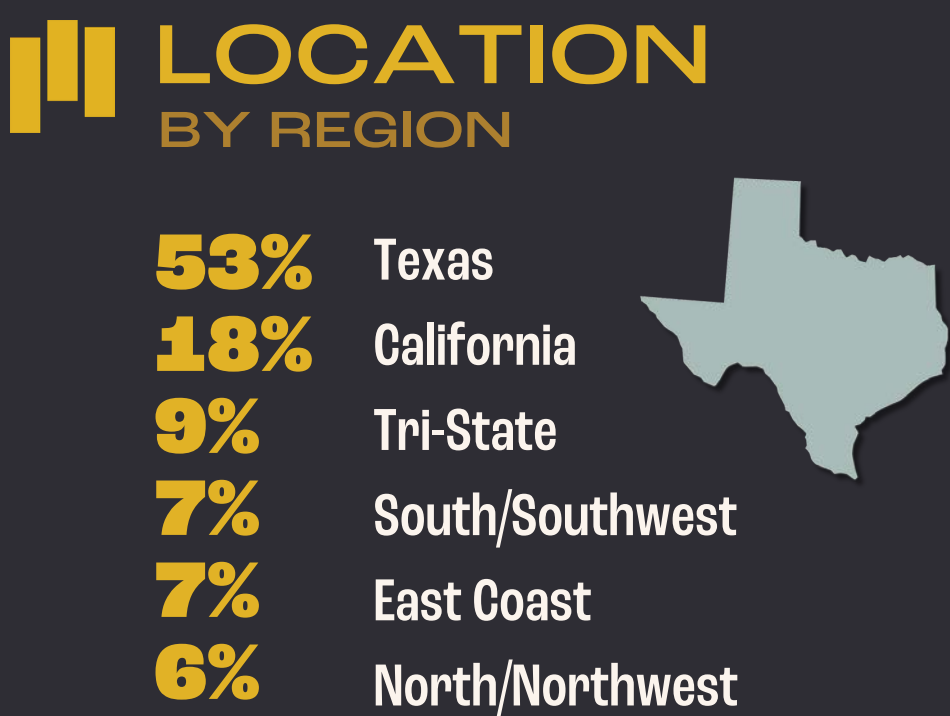 LOCATION
BY REGION
53% Texas
18% California
9% Tri-State
7% South/Southwest
7% East Coast
6% North/Northwest